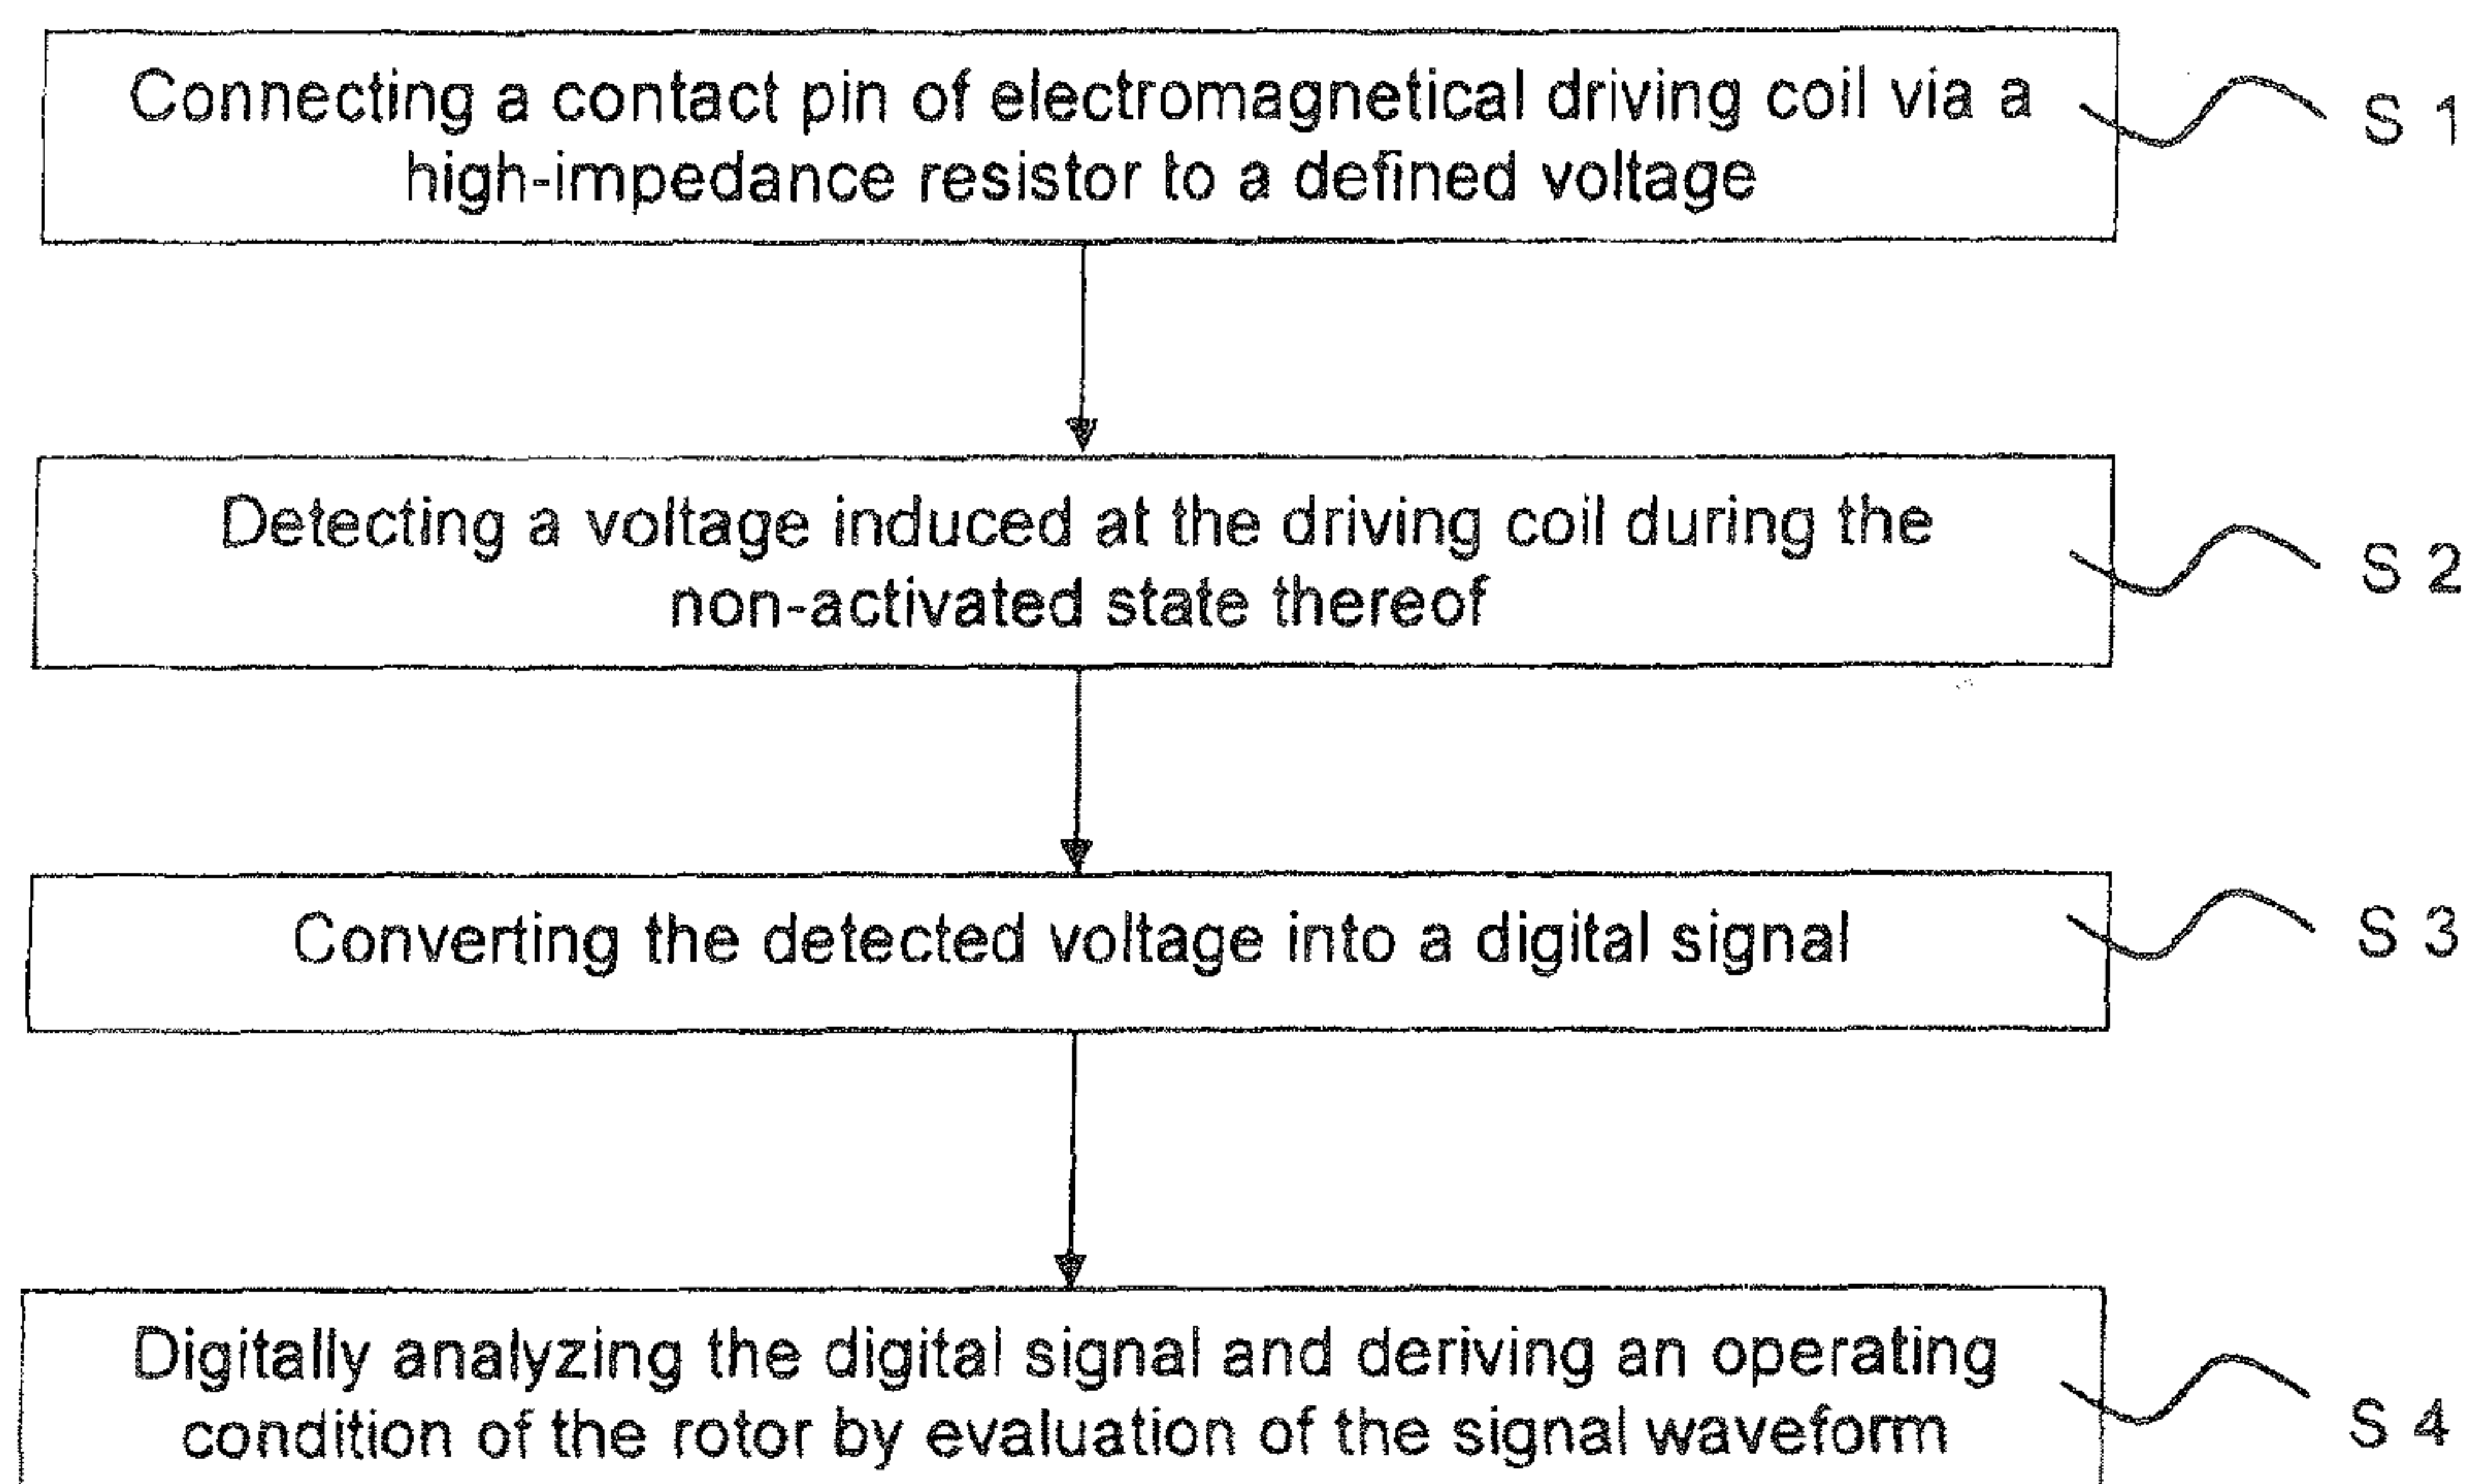 Connecting a contact pin of electromagnetical driving coil via a
high-impedance resistor to a defined voltage
S 1
Detecting a voltage induced at the driving coil during the
non-activated state thereof
S 2
Converting the detected voltage into a digital signal
S 3
Digitally analyzing the digital signal and deriving an operating
condition of the rotor by evaluation of the signal waveform
S 4